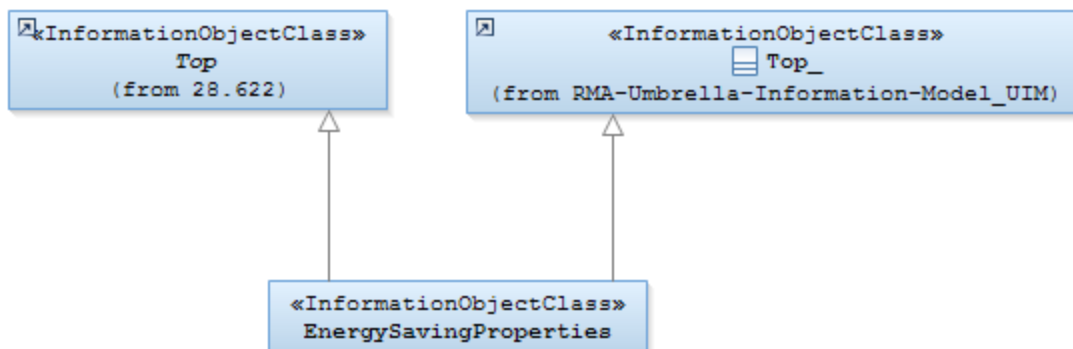 «InformationObjectClass»
Top
(from 28.622)
«InformationObjectClass»
Top_
(from RMA-Umbrella-Information-Model_UIM)
«InformationObjectClass»
EnergySavingProperties